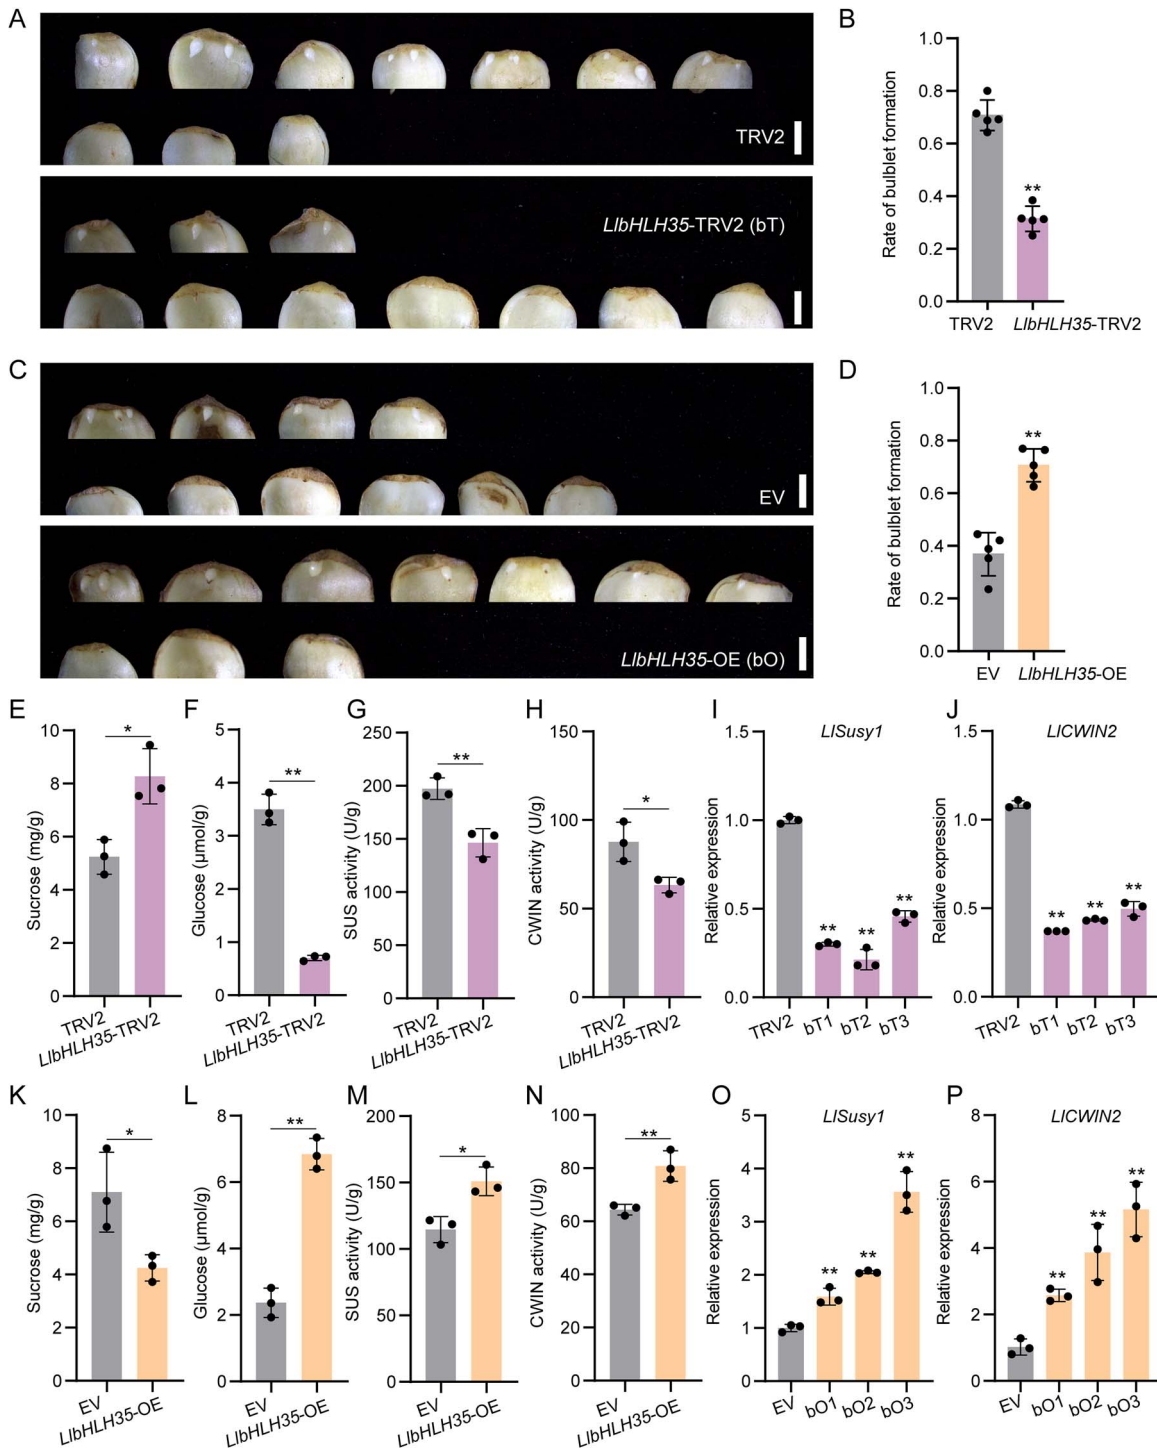 A
TRV2
LlbHLH35-TRV2 (bT)
B
Rate of bulblet formation
1.0
0.8
0.6
0.4
0.2
0.0
**
TRV2
LlbHLH35-TRV2
C
EV
LlbHLH35-OE (bO)
D
Rate of bulblet formation
1.0
0.8
0.6
0.4
0.2
0.0
**
EV
LlbHLH35-OE
E
Sucrose (mg/g)
10
8
6
4
2
0
*
TRV2
LlbHLH35-TRV2
F
Glucose (μmol/g)
5
4
3
2
1
0
**
TRV2
LlbHLH35-TRV2
G
SUS activity (U/g)
250
200
150
100
50
0
**
TRV2
LlbHLH35-TRV2
H
CWIN activity (U/g)
150
100
50
0
*
TRV2
LlbHLH35-TRV2
I
LlSusy1
Relative expression
1.5
1.0
0.5
0.0
**
**
**
TRV2
bT1
bT2
bT3
J
LlCWIN2
Relative expression
1.5
1.0
0.5
0.0
**
**
**
TRV2
bT1
bT2
bT3
K
Sucrose (mg/g)
10
8
6
4
2
0
*
EV
LlbHLH35-OE
L
Glucose (μmol/g)
8
6
4
2
0
**
EV
LlbHLH35-OE
M
SUS activity (U/g)
200
150
100
50
0
*
EV
LlbHLH35-OE
N
CWIN activity (U/g)
100
80
60
40
20
0
**
EV
LlbHLH35-OE
O
LlSusy1
Relative expression
5
4
3
2
1
0
**
**
**
EV
bO1
bO2
bO3
P
LlCWIN2
Relative expression
8
6
4
2
0
**
**
**
EV
bO1
bO2
bO3